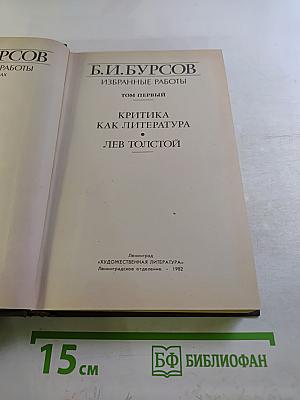 УРСОВ
РАБОТЫ
АХ
Б.И.БУРСОВ
ИЗБРАННЫЕ РАБОТЫ
ТОМ ПЕРВЫЙ
КРИТИКА
КАК ЛИТЕРАТУРА
•
ЛЕВ ТОЛСТОЙ
Ленинград
«ХУДОЖЕСТВЕННАЯ ЛИТЕРАТУРА»
Ленинградское отделение · 1982
15 см
БФ БИБЛИОФАН